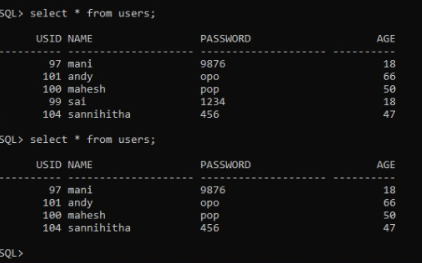 SQL> select * from users;
USID NAME PASSWORD AGE
---------- -------------------- -------------------- ----------
97 mani 9876 18
101 andy opo 66
100 mahesh pop 50
99 sai 1234 18
104 sannihitha 456 47
SQL> select * from users;
USID NAME PASSWORD AGE
---------- -------------------- -------------------- ----------
97 mani 9876 18
101 andy opo 66
100 mahesh pop 50
104 sannihitha 456 47
SQL>